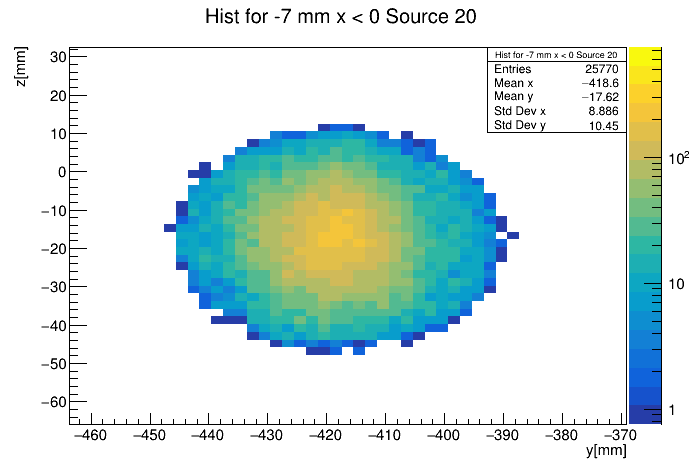 Hist for -7 mm x < 0 Source 20
z[mm]
30
20
10
0
−10
−20
−30
−40
−50
−60
Hist for -7 mm x < 0 Source 20
Entries 25770
Mean x −418.6
Mean y −17.62
Std Dev x 8.886
Std Dev y 10.45
10²
10
1
−460 −450 −440 −430 −420 −410 −400 −390 −380 −370
y[mm]